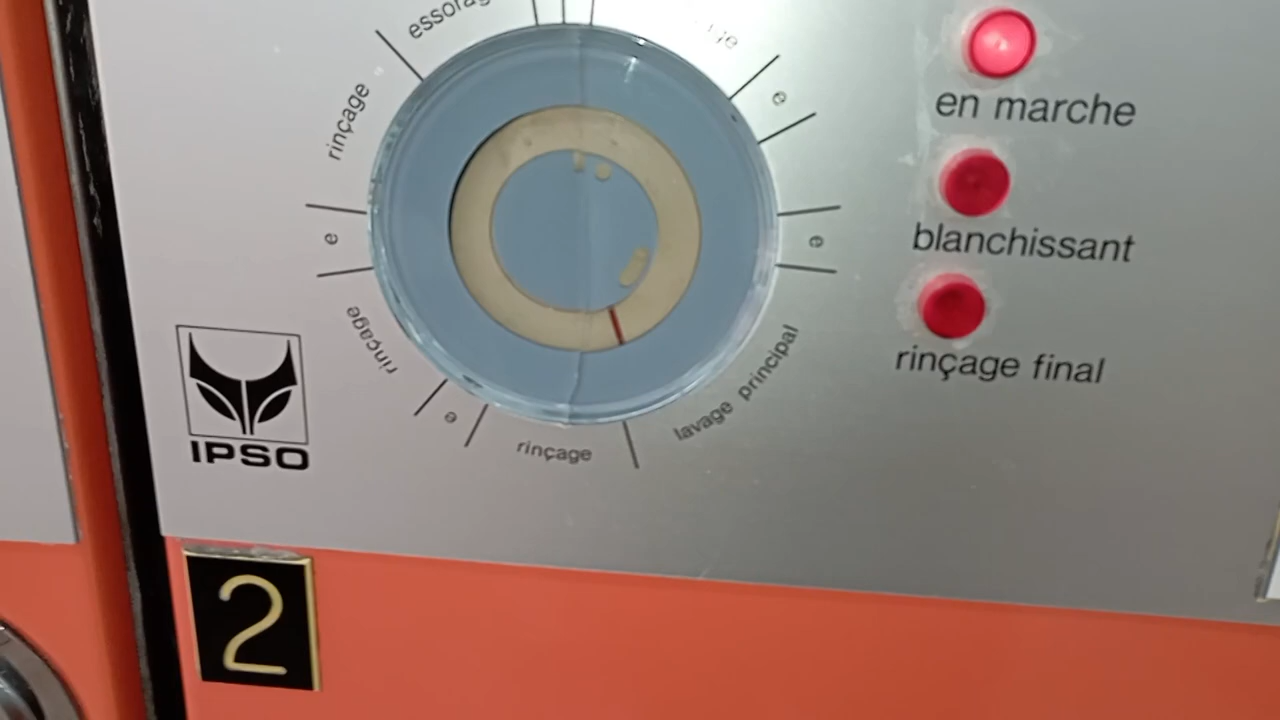 rinçage
e
e
e
rinçage
e
rinçage
lavage principal
en marche
blanchissant
rinçage final
IPSO
2